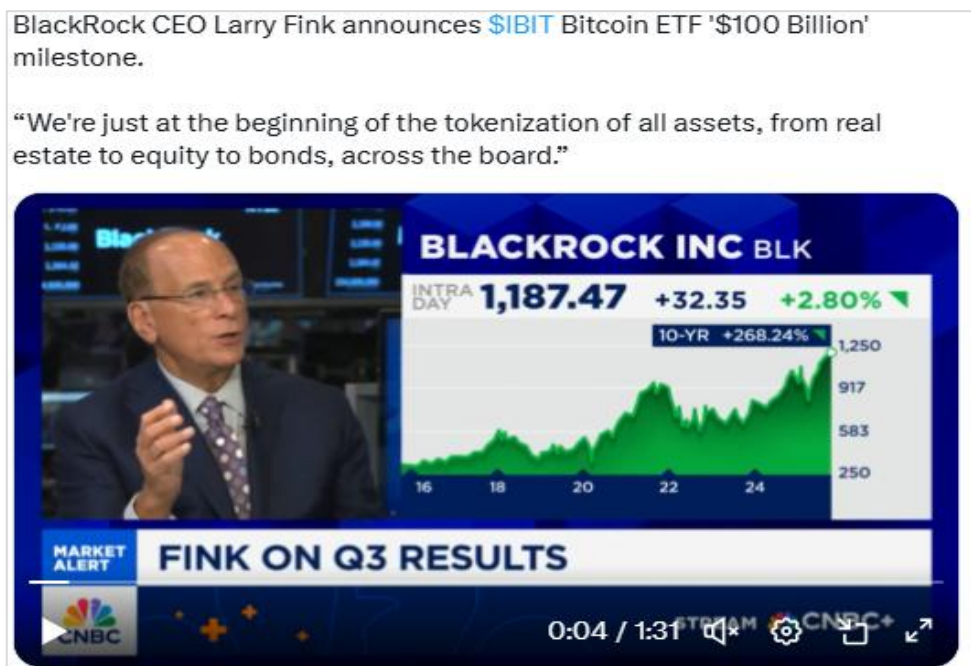 BlackRock CEO Larry Fink announces $IBIT Bitcoin ETF '$100 Billion'
milestone.
“We're just at the beginning of the tokenization of all assets, from real
estate to equity to bonds, across the board.”
BLACKROCK INC BLK
INTRA DAY 1,187.47 +32.35 +2.80%
10-YR +268.24%
1,250
917
583
250
16 18 20 22 24
MARKET ALERT
FINK ON Q3 RESULTS
CNBC
0:04 / 1:31
STREAM CNBC+